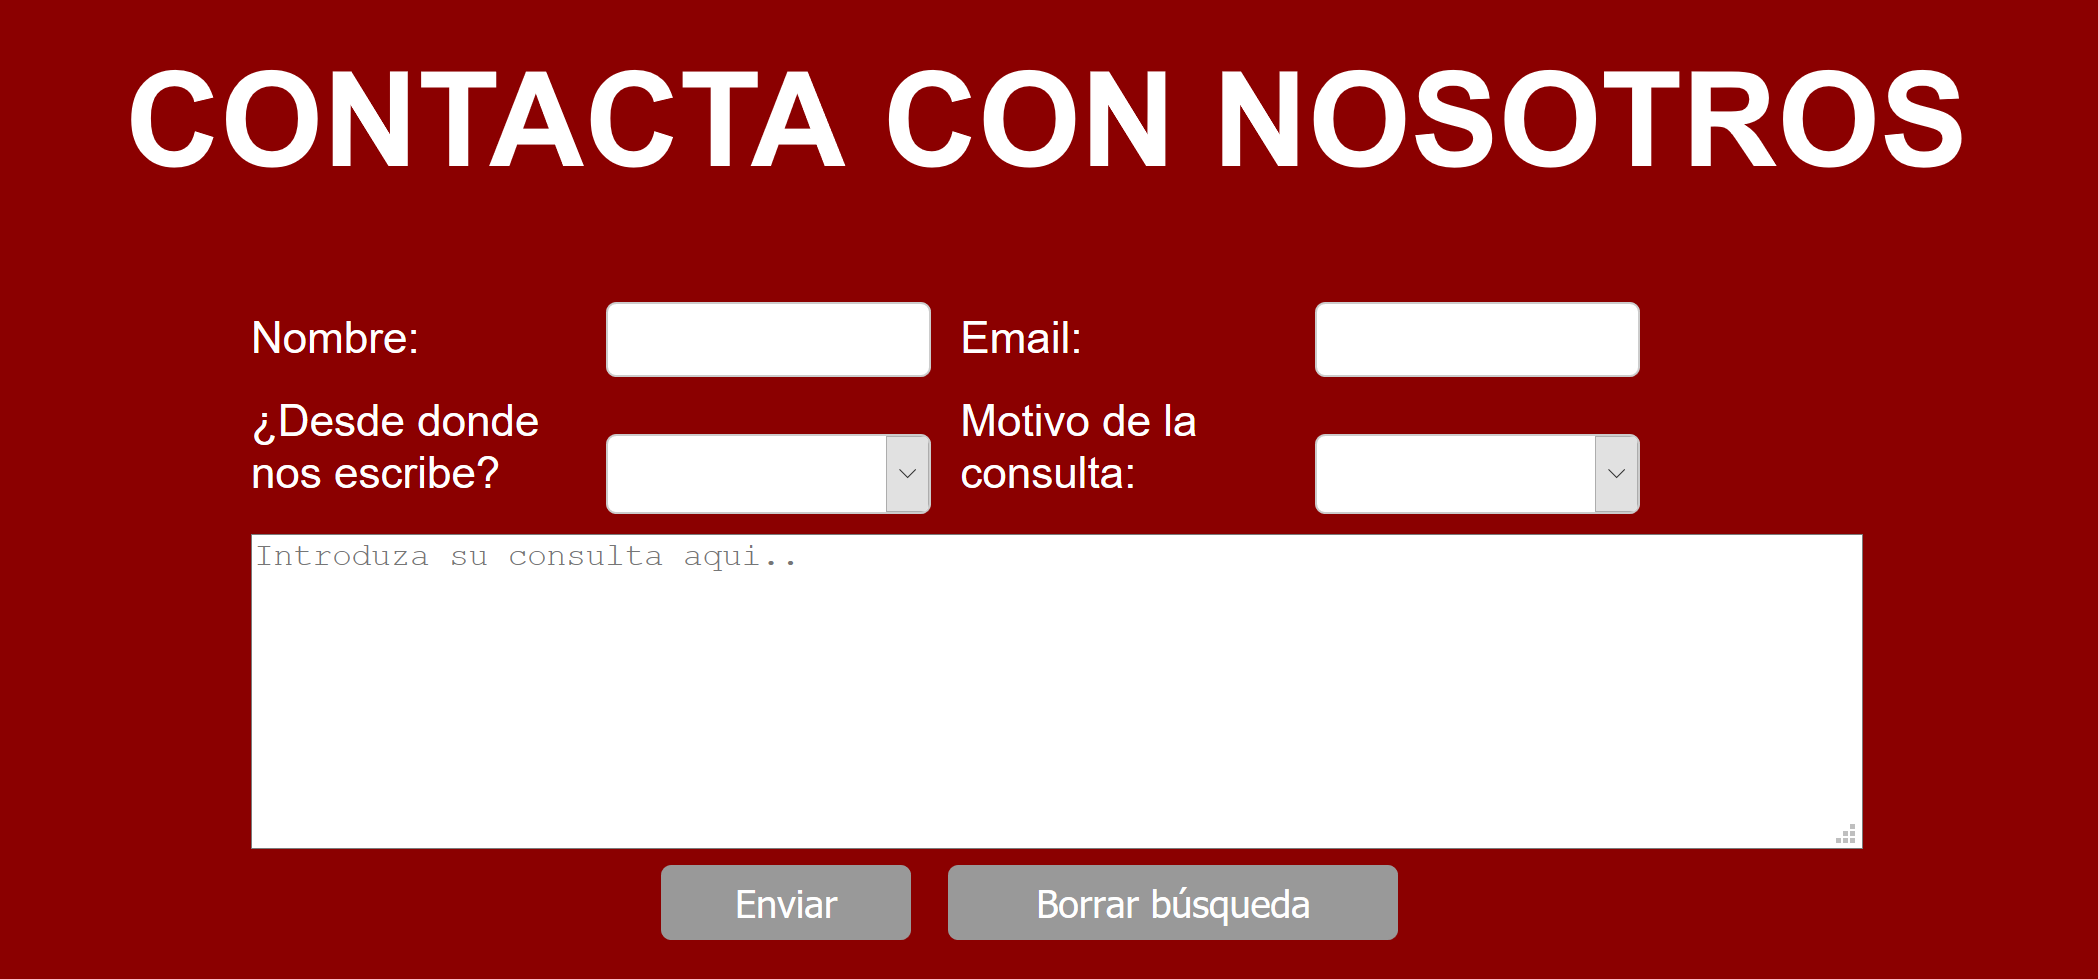 CONTACTA CON NOSOTROS
Nombre:
Email:
¿Desde donde
nos escribe?
Motivo de la
consulta:
Introduza su consulta aqui..
Enviar
Borrar búsqueda